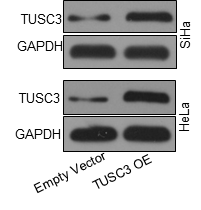 TUSC3
GAPDH
SiHa
TUSC3
GAPDH
HeLa
Empty Vector
TUSC3 OE